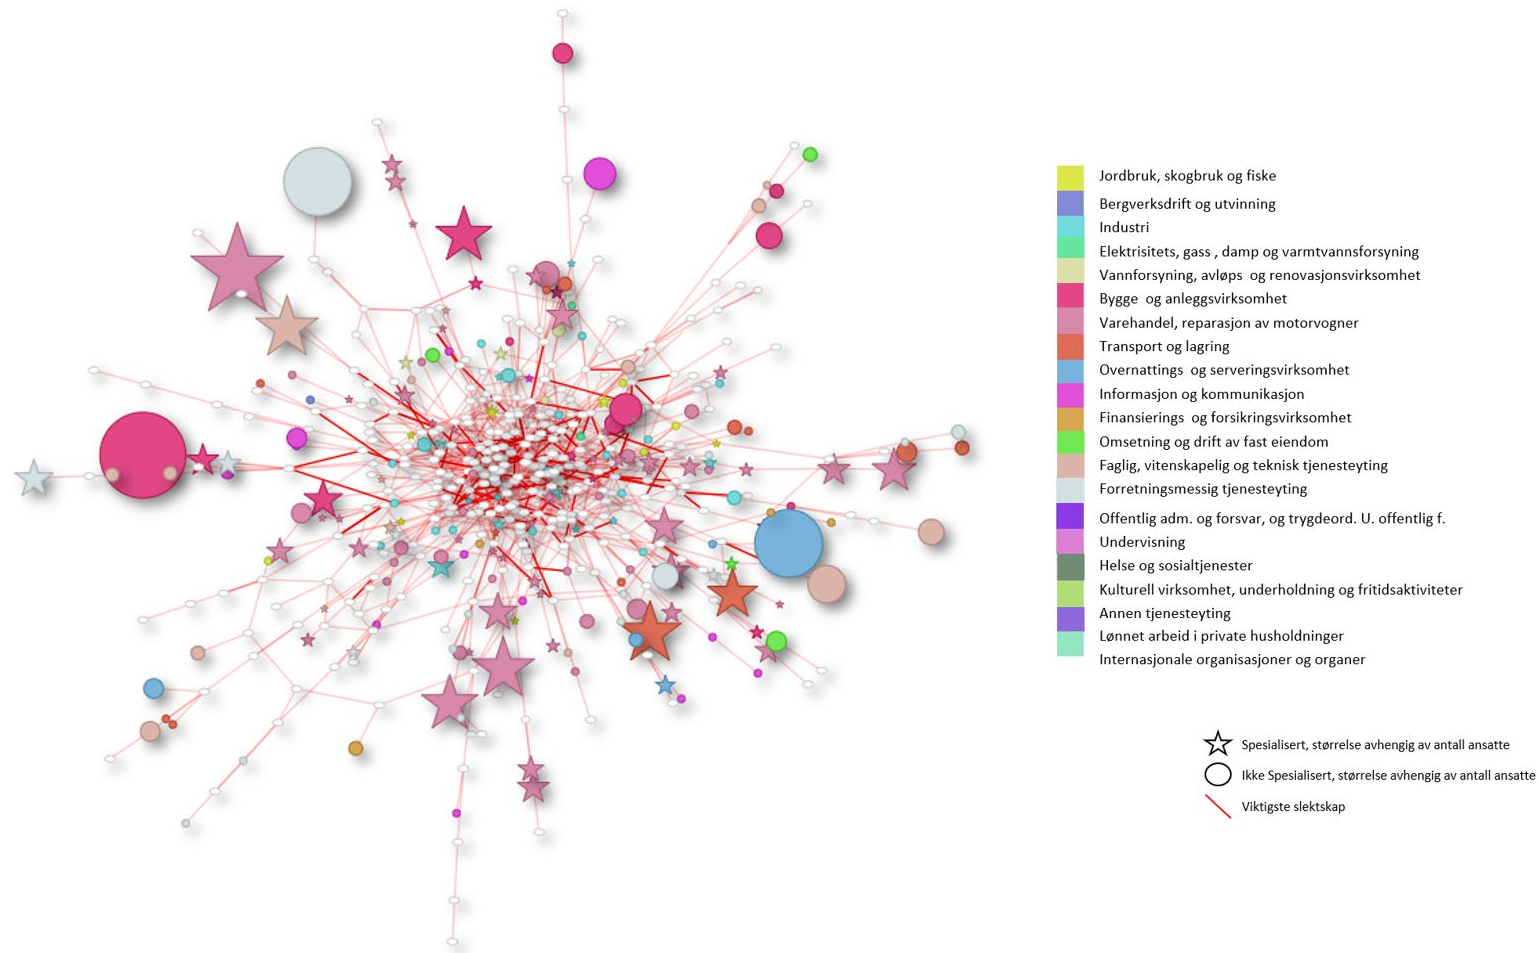 Jordbruk, skogbruk og fiske
Bergverksdrift og utvinning
Industri
Elektrisitets, gass , damp og varmtvannsforsyning
Vannforsyning, avløps og renovasjonsvirksomhet
Bygge og anleggsvirksomhet
Varehandel, reparasjon av motorvogner
Transport og lagring
Overnattings og serveringsvirksomhet
Informasjon og kommunikasjon
Finansierings og forsikringsvirksomhet
Omsetning og drift av fast eiendom
Faglig, vitenskapelig og teknisk tjenesteyting
Forretningsmessig tjenesteyting
Offentlig adm. og forsvar, og trygdeord. U. offentlig f.
Undervisning
Helse og sosialtjenester
Kulturell virksomhet, underholdning og fritidsaktiviteter
Annen tjenesteyting
Lønnet arbeid i private husholdninger
Internasjonale organisasjoner og organer
Spesialisert, størrelse avhengig av antall ansatte
Ikke Spesialisert, størrelse avhengig av antall ansatte
Viktigste slektskap